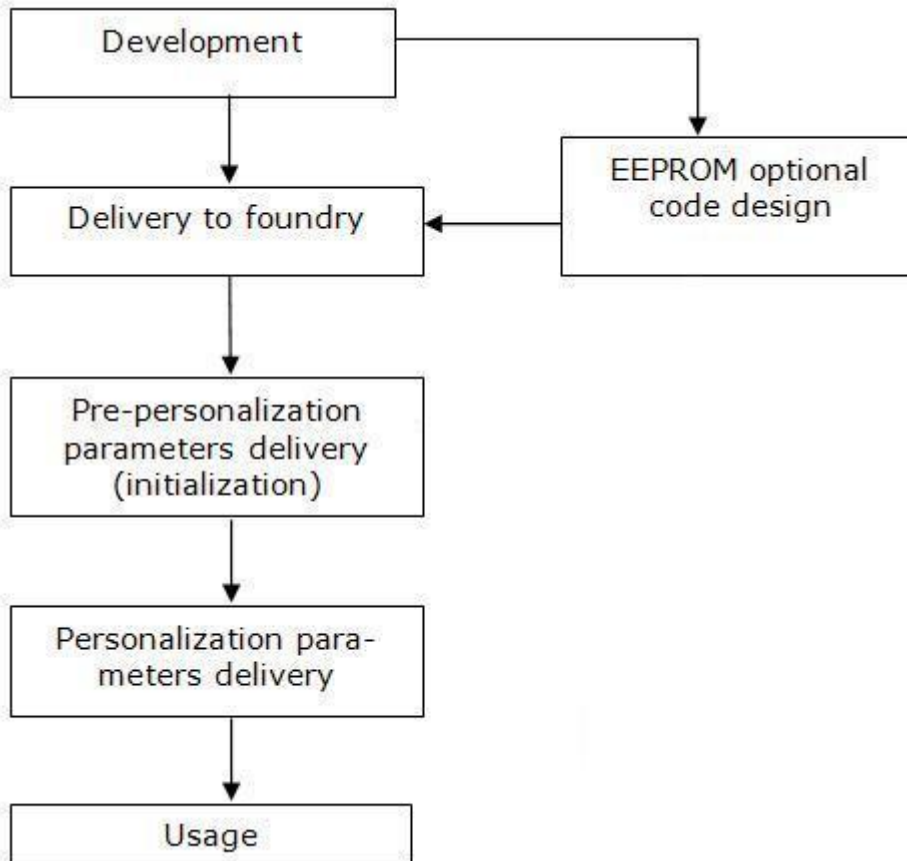 Development
EEPROM optional
code design
Delivery to foundry
Pre-personalization
parameters delivery
(initialization)
Personalization para-
meters delivery
Usage